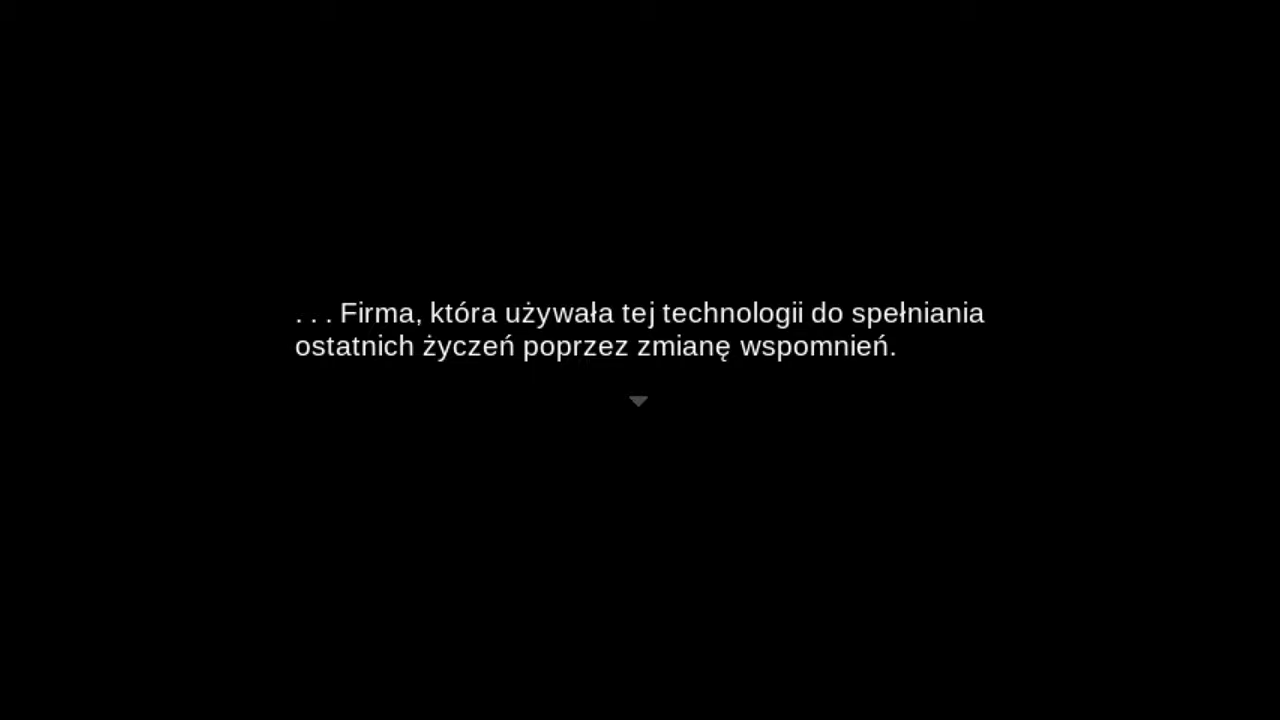 . . . Firma, która używała tej technologii do spełniania
ostatnich życzeń poprzez zmianę wspomnień.